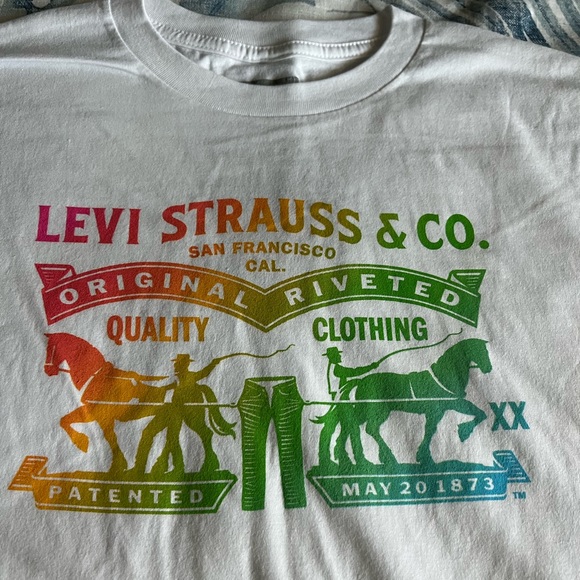 LEVI STRAUSS & CO.
SAN FRANCISCO
CAL.
ORIGINAL RIVETED
QUALITY CLOTHING
XX
PATENTED MAY 20 1873 ™